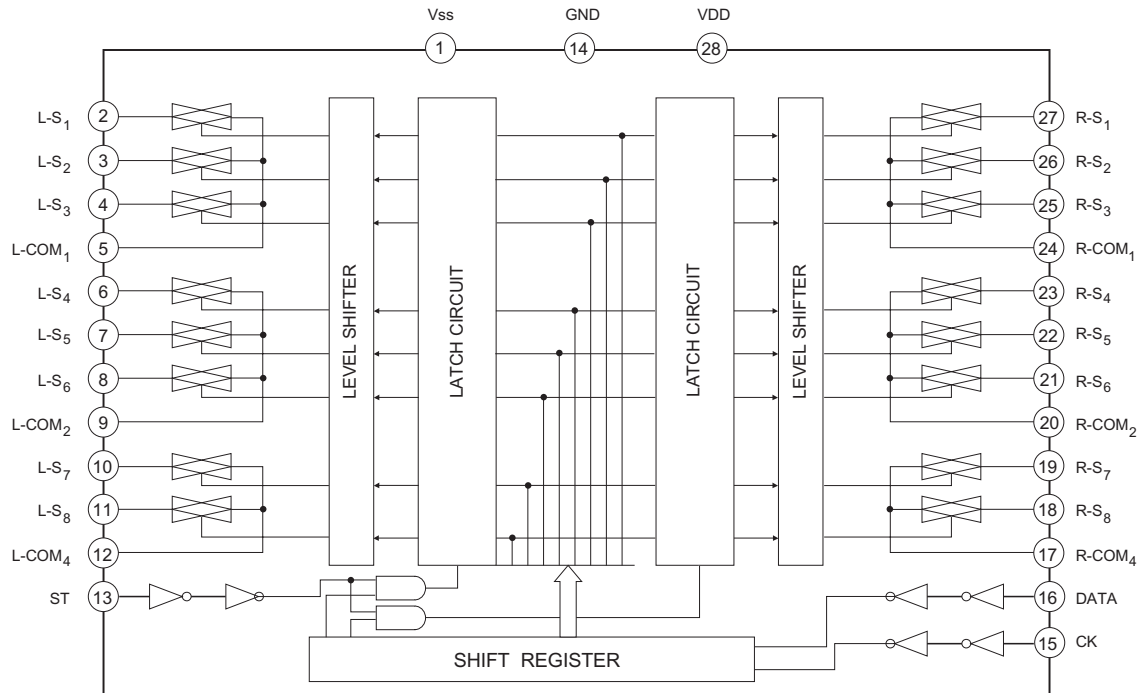 Vss GND VDD
1 14 28
L-S1 2 27 R-S1
L-S2 3 26 R-S2
L-S3 4 25 R-S3
L-COM1 5 24 R-COM1
L-S4 6 23 R-S4
L-S5 7 22 R-S5
L-S6 8 21 R-S6
L-COM2 9 20 R-COM2
L-S7 10 19 R-S7
L-S8 11 18 R-S8
L-COM4 12 17 R-COM4
ST 13 16 DATA
15 CK
LEVEL SHIFTER
LATCH CIRCUIT
LATCH CIRCUIT
LEVEL SHIFTER
SHIFT REGISTER